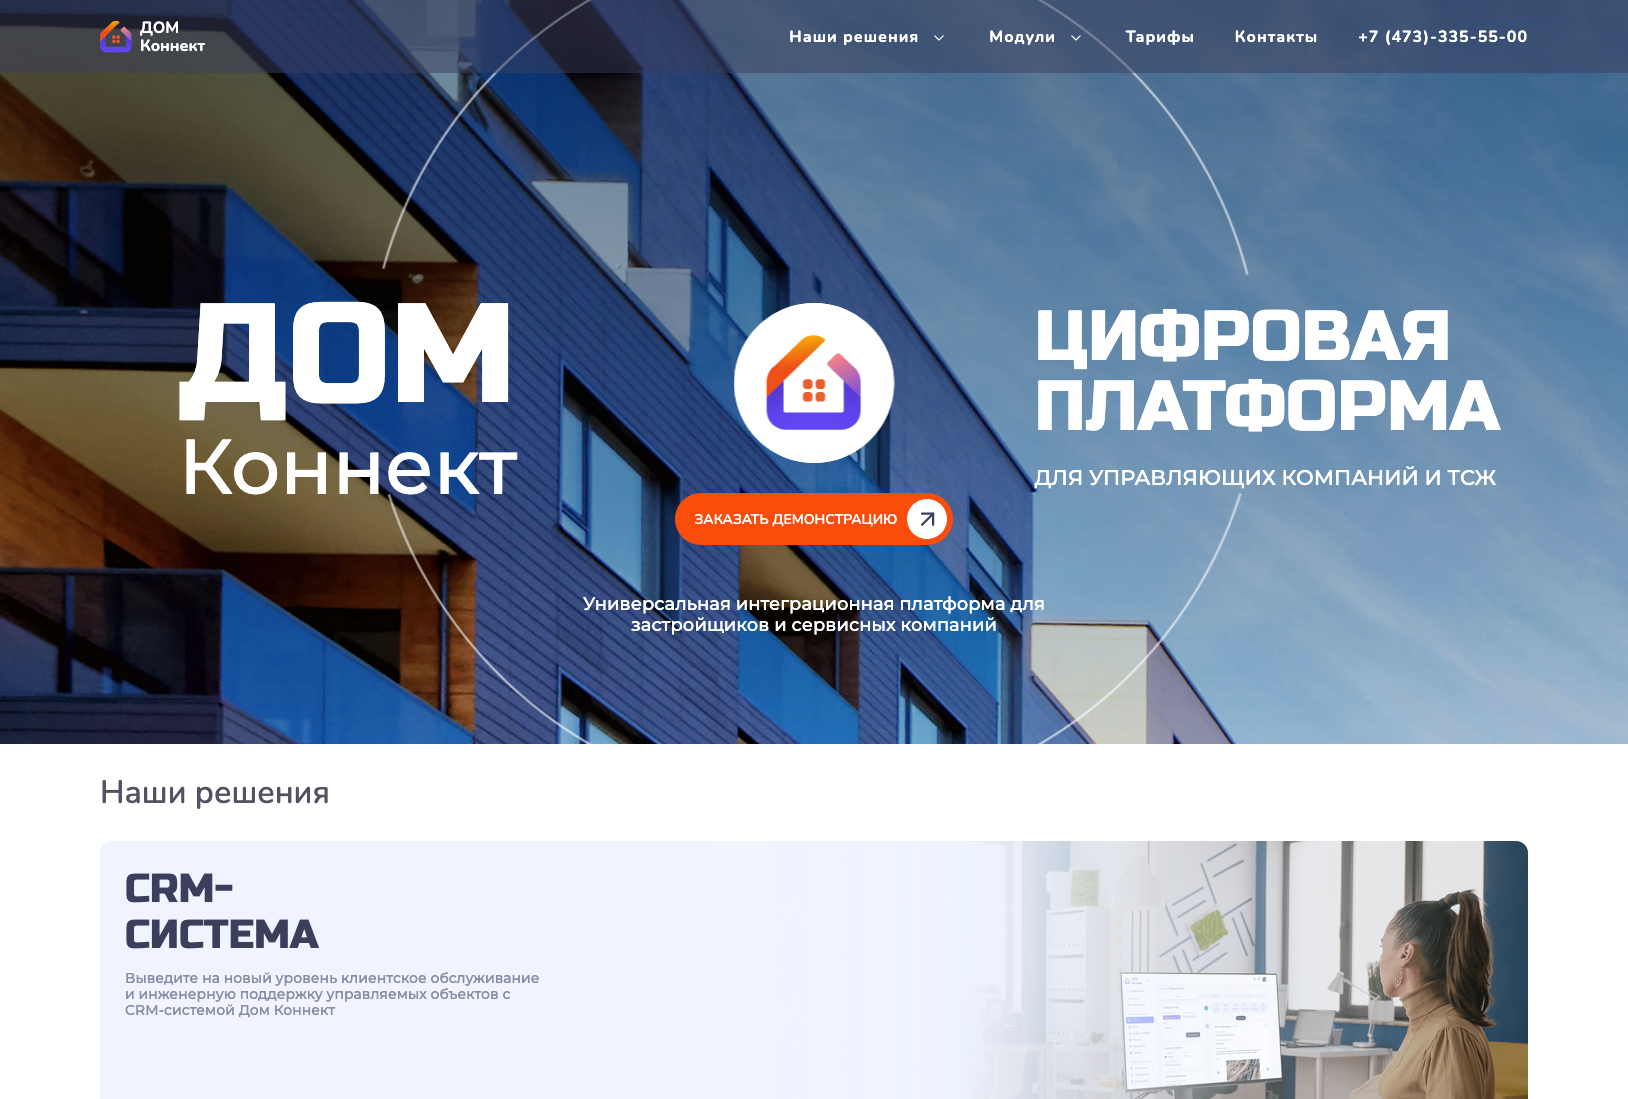 ДОМ
Коннект
Наши решения
Модули
Тарифы
Контакты
+7 (473)-335-55-00
ДОМ
Коннект
ЦИФРОВАЯ
ПЛАТФОРМА
ДЛЯ УПРАВЛЯЮЩИХ КОМПАНИЙ И ТСЖ
ЗАКАЗАТЬ ДЕМОНСТРАЦИЮ
Универсальная интеграционная платформа для
застройщиков и сервисных компаний
Наши решения
CRM-
СИСТЕМА
Выведите на новый уровень клиентское обслуживание
и инженерную поддержку управляемых объектов с
CRM-системой Дом Коннект